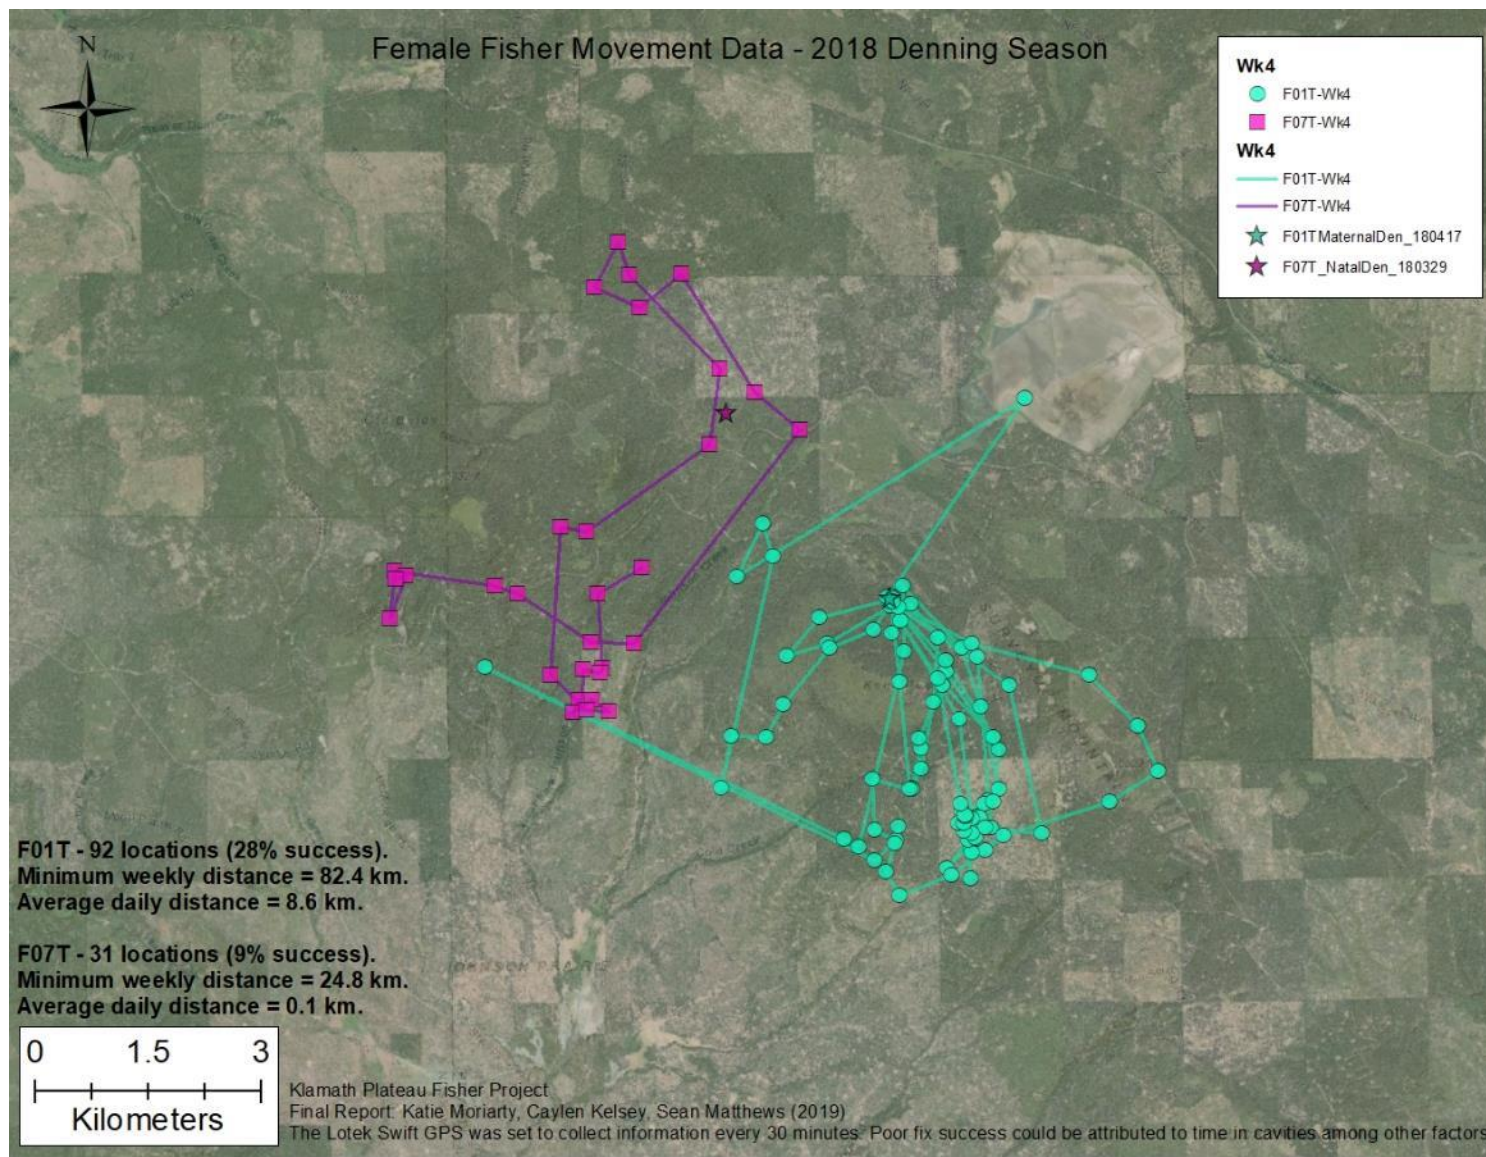 N
Female Fisher Movement Data - 2018 Denning Season
Wk4
F01T-Wk4
F07T-Wk4
Wk4
F01T-Wk4
F07T-Wk4
F01TMaternalDen_180417
F07T_NatalDen_180329
MOUNT
F01T - 92 locations (28% success).
Minimum weekly distance = 82.4 km.
Average daily distance = 8.6 km.
F07T - 31 locations (9% success).
Minimum weekly distance = 24.8 km.
Average daily distance = 0.1 km.
JOHNSON PRAIRIE
0 1.5 3
Kilometers
Klamath Plateau Fisher Project
Final Report: Katie Moriarty, Caylen Kelsey, Sean Matthews (2019)
The Lotek Swift GPS was set to collect information every 30 minutes. Poor fix success could be attributed to time in cavities among other factors